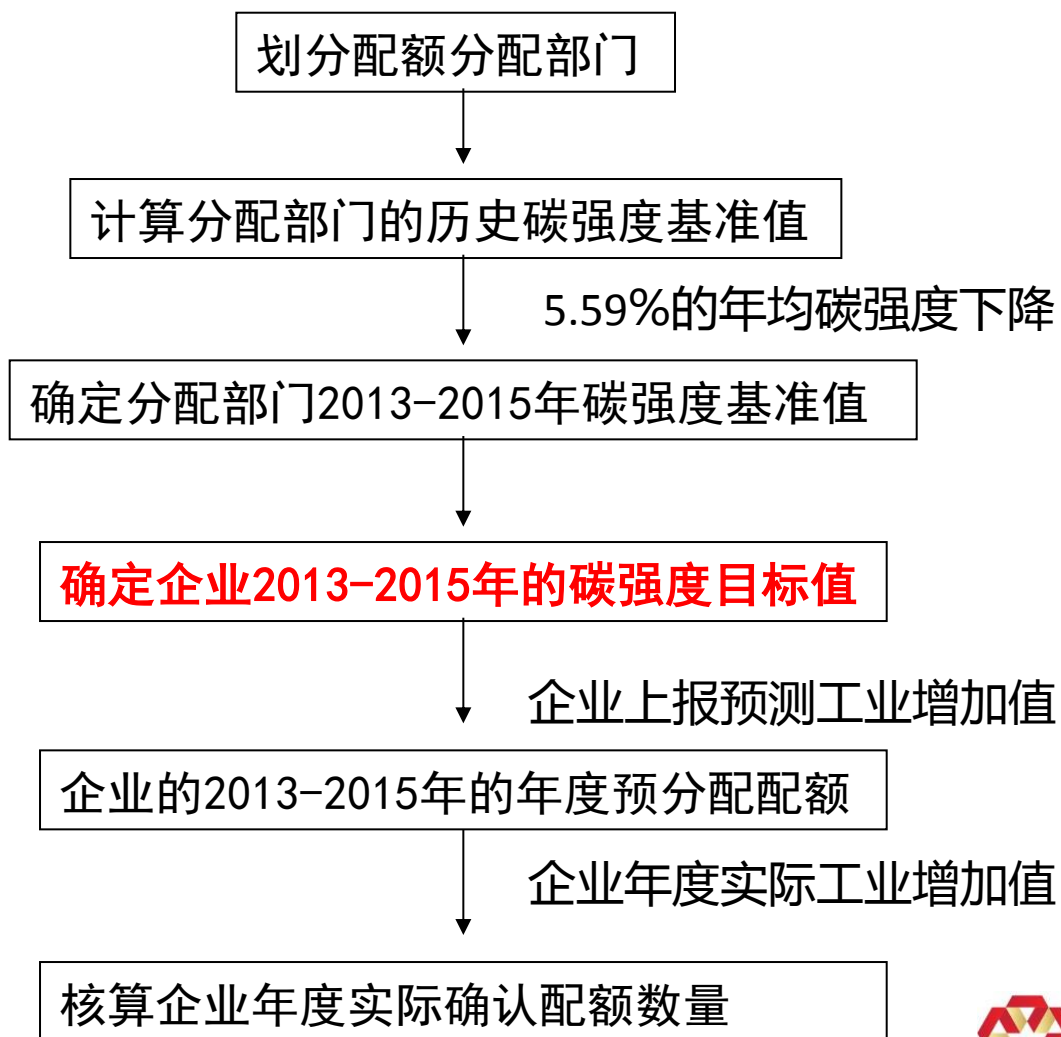 划分配额分配部门
计算分配部门的历史碳强度基准值
5.59%的年均碳强度下降
确定分配部门2013-2015年碳强度基准值
确定企业2013-2015年的碳强度目标值
企业上报预测工业增加值
企业的2013-2015年的年度预分配配额
企业年度实际工业增加值
核算企业年度实际确认配额数量